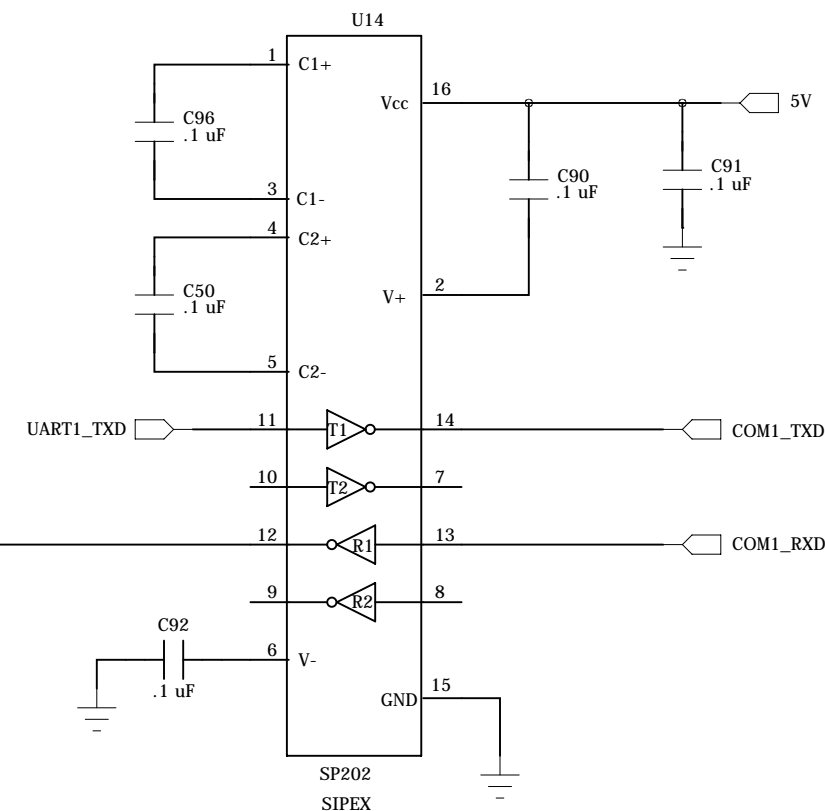 U14
1 C1+
16
Vcc
5V
C96
.1 uF
C90
.1 uF
C91
.1 uF
3 C1-
4 C2+
C50
.1 uF
V+ 2
5 C2-
UART1_TXD 11 T1 14 COM1_TXD
10 T2 7
12 R1 13 COM1_RXD
9 R2 8
C92
.1 uF
6 V-
GND 15
SP202
SIPEX